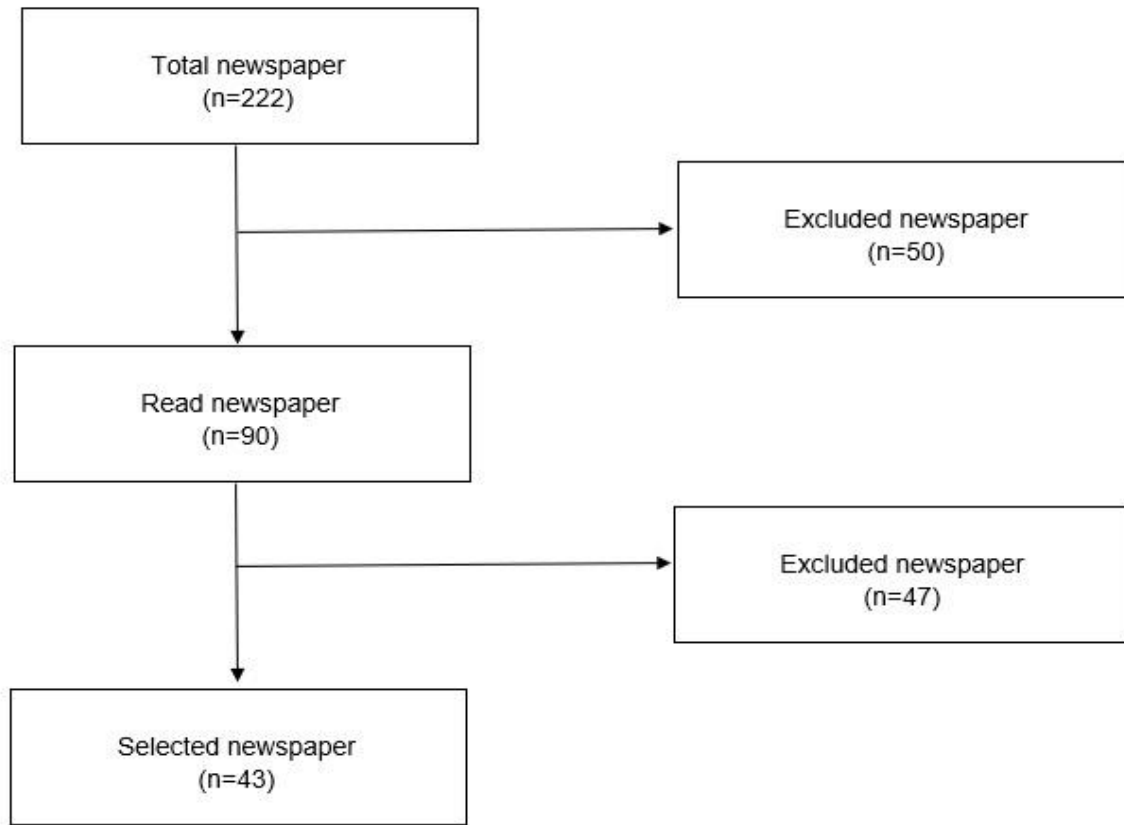 Total newspaper
(n=222)
Excluded newspaper
(n=50)
Read newspaper
(n=90)
Excluded newspaper
(n=47)
Selected newspaper
(n=43)